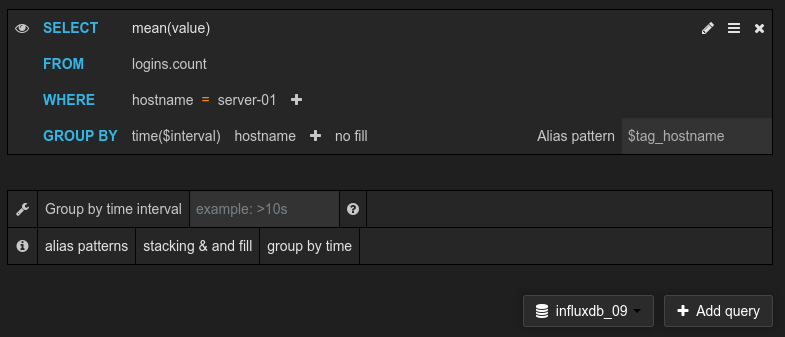 SELECT mean(value)
FROM logins.count
WHERE hostname = server-01 +
GROUP BY time($interval) hostname + no fill Alias pattern $tag_hostname
Group by time interval example: >10s
alias patterns stacking & and fill group by time
influxdb_09 + Add query